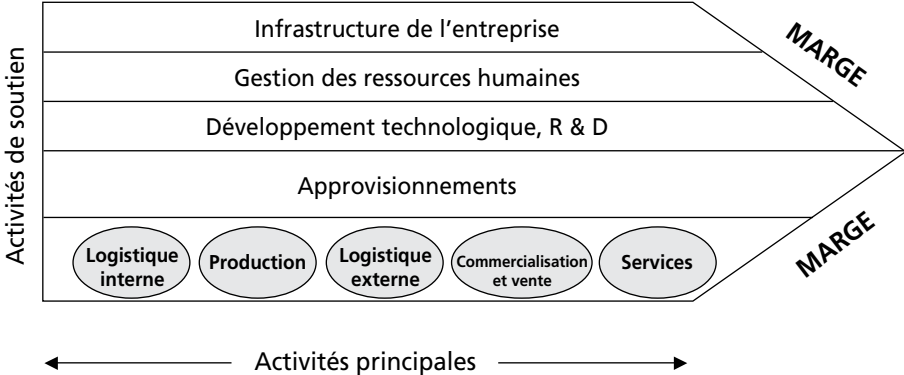 Infrastructure de l'entreprise
MARGE
Gestion des ressources humaines
Activités de soutien
Développement technologique, R & D
Approvisionnements
MARGE
Logistique
interne
Production
Logistique
externe
Commercialisation
et vente
Services
Activités principales